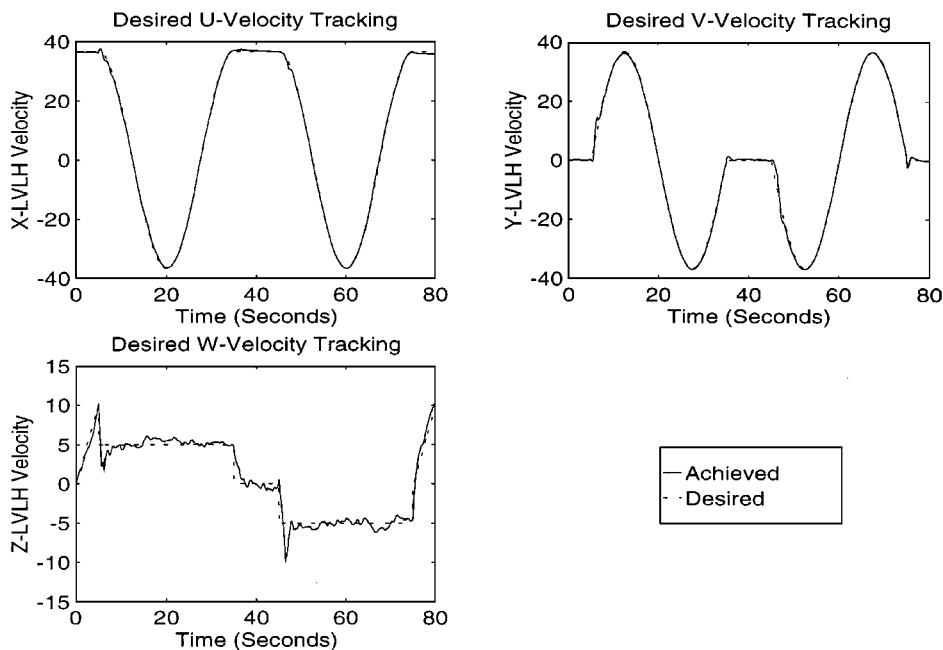 Desired U-Velocity Tracking
40
20
0
-20
-40
X-LVLH Velocity
0 20 40 60 80
Time (Seconds)
Desired V-Velocity Tracking
40
20
0
-20
-40
Y-LVLH Velocity
0 20 40 60 80
Time (Seconds)
Desired W-Velocity Tracking
15
10
5
0
-5
-10
-15
Z-LVLH Velocity
0 20 40 60 80
Time (Seconds)
Achieved
Desired